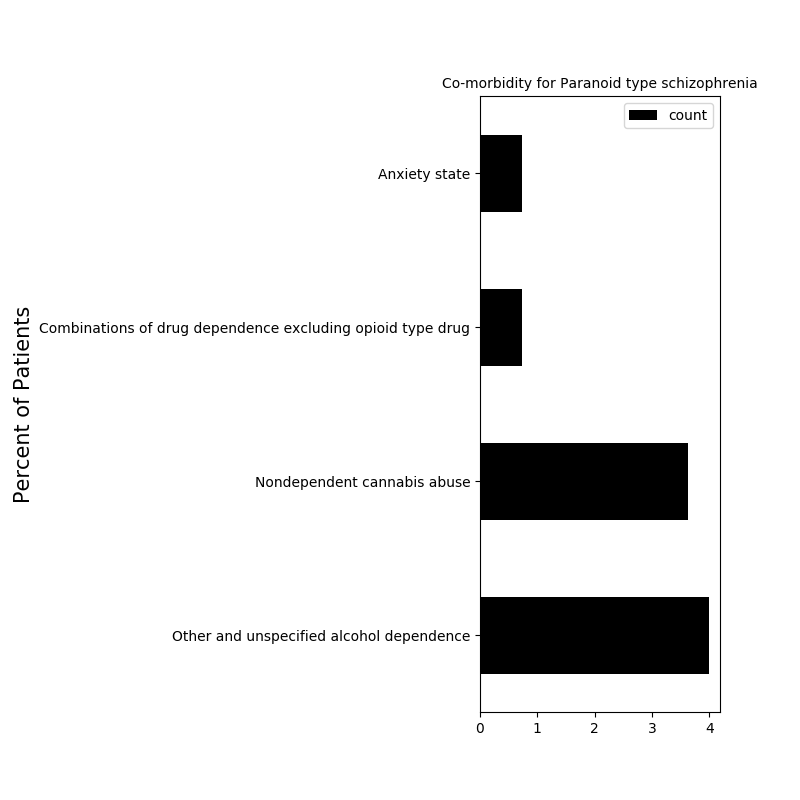 Co-morbidity for Paranoid type schizophrenia
count
Anxiety state
Combinations of drug dependence excluding opioid type drug
Nondependent cannabis abuse
Other and unspecified alcohol dependence
Percent of Patients
0 1 2 3 4